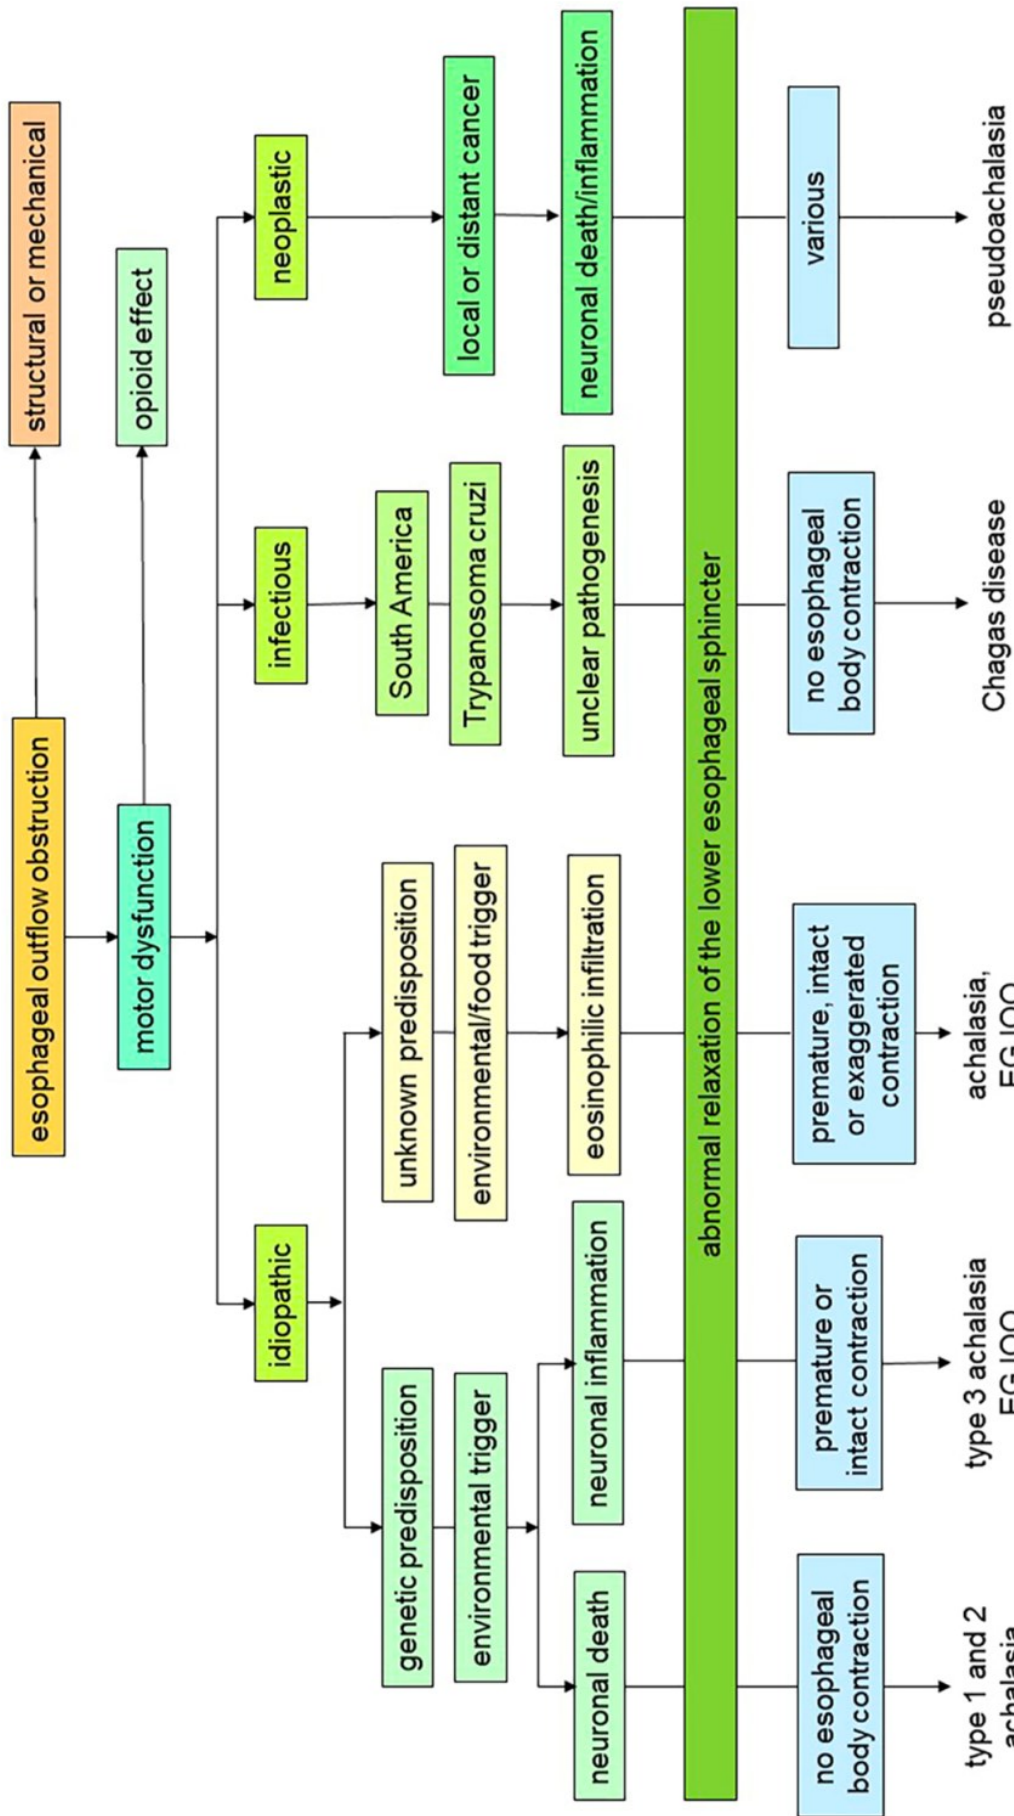 esophageal outflow obstruction
structural or mechanical
motor dysfunction
opioid effect
idiopathic
infectious
neoplastic
genetic predisposition
unknown predisposition
South America
local or distant cancer
environmental trigger
environmental/food trigger
Trypanosoma cruzi
neuronal death
neuronal inflammation
eosinophilic infiltration
unclear pathogenesis
neuronal death/inflammation
abnormal relaxation of the lower esophageal sphincter
no esophageal
body contraction
premature or
intact contraction
premature, intact
or exaggerated
contraction
no esophageal
body contraction
various
type 1 and 2
achalasia
type 3 achalasia
EGJOO
achalasia,
EGJOO
Chagas disease
pseudoachalasia